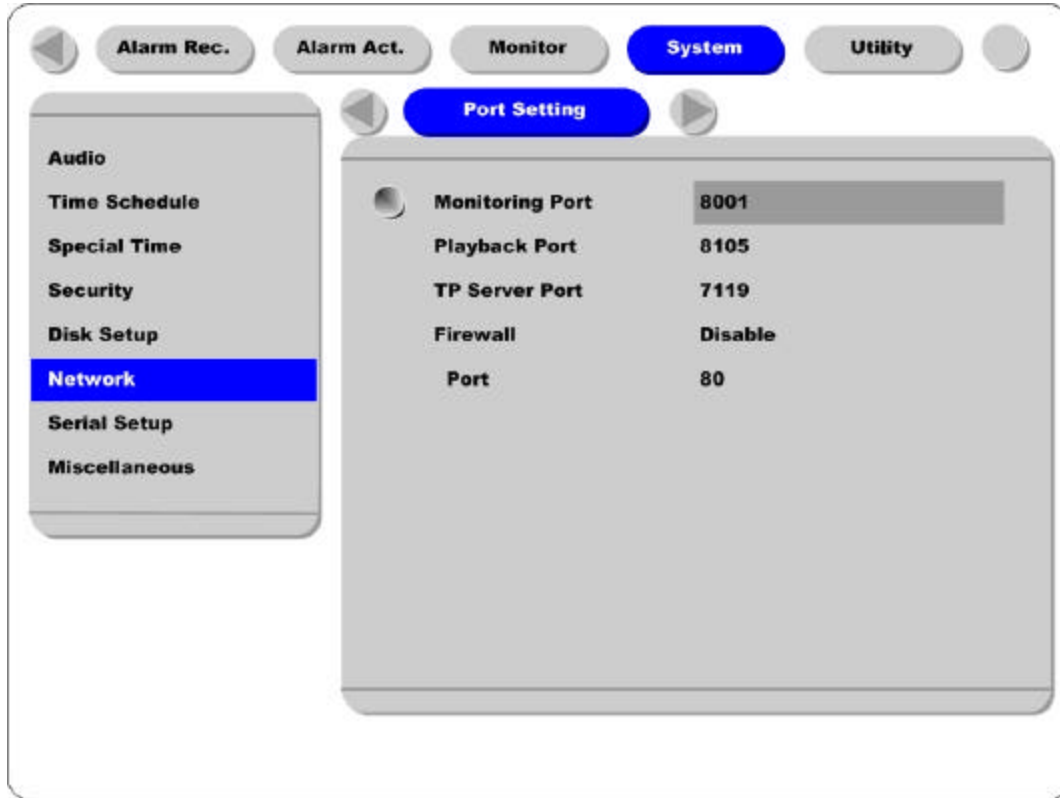 Alarm Rec. Alarm Act. Monitor System Utility
Port Setting
Audio
Time Schedule
Special Time
Security
Disk Setup
Network
Serial Setup
Miscellaneous
Monitoring Port 8001
Playback Port 8105
TP Server Port 7119
Firewall Disable
Port 80